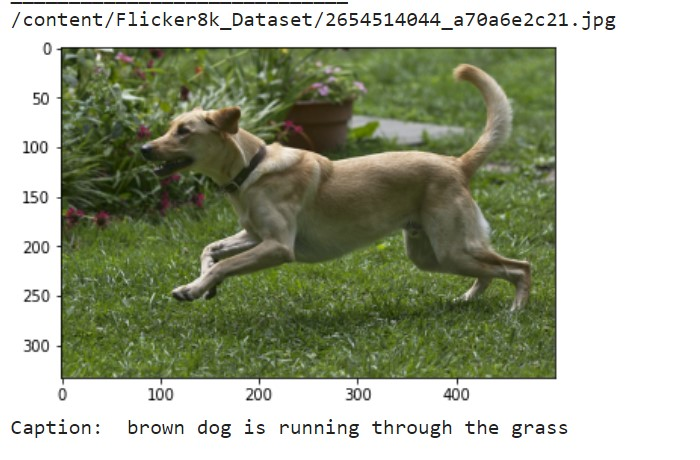 /content/Flicker8k_Dataset/2654514044_a70a6e2c21.jpg
0
50
100
150
200
250
300
0 100 200 300 400
Caption: brown dog is running through the grass